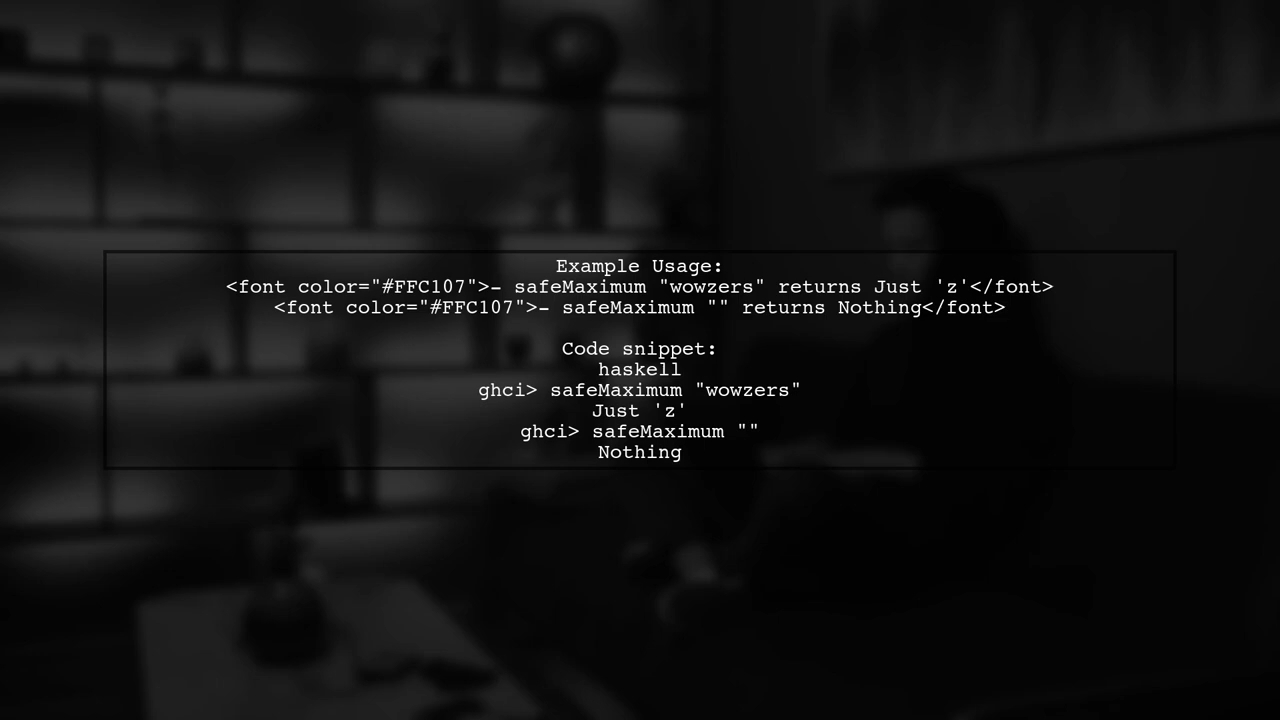 Example Usage:
<font color="#FFC107">– safeMaximum "wowzers" returns Just 'z'</font>
<font color="#FFC107">– safeMaximum "" returns Nothing</font>
Code snippet:
haskell
ghci> safeMaximum "wowzers"
Just 'z'
ghci> safeMaximum ""
Nothing